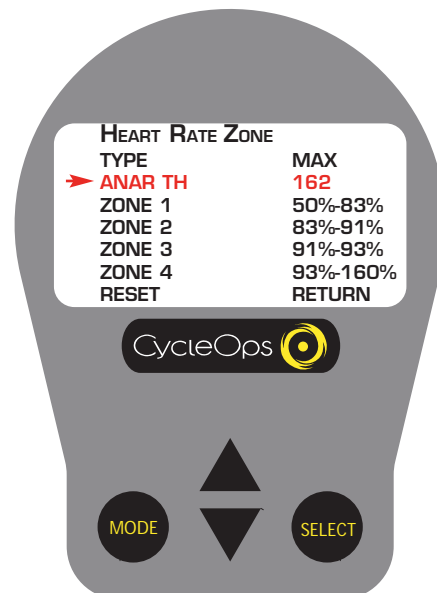 HEART RATE ZONE
TYPE MAX
ANAR TH 162
ZONE 1 50%-83%
ZONE 2 83%-91%
ZONE 3 91%-93%
ZONE 4 93%-160%
RESET RETURN
CycleOps
MODE SELECT